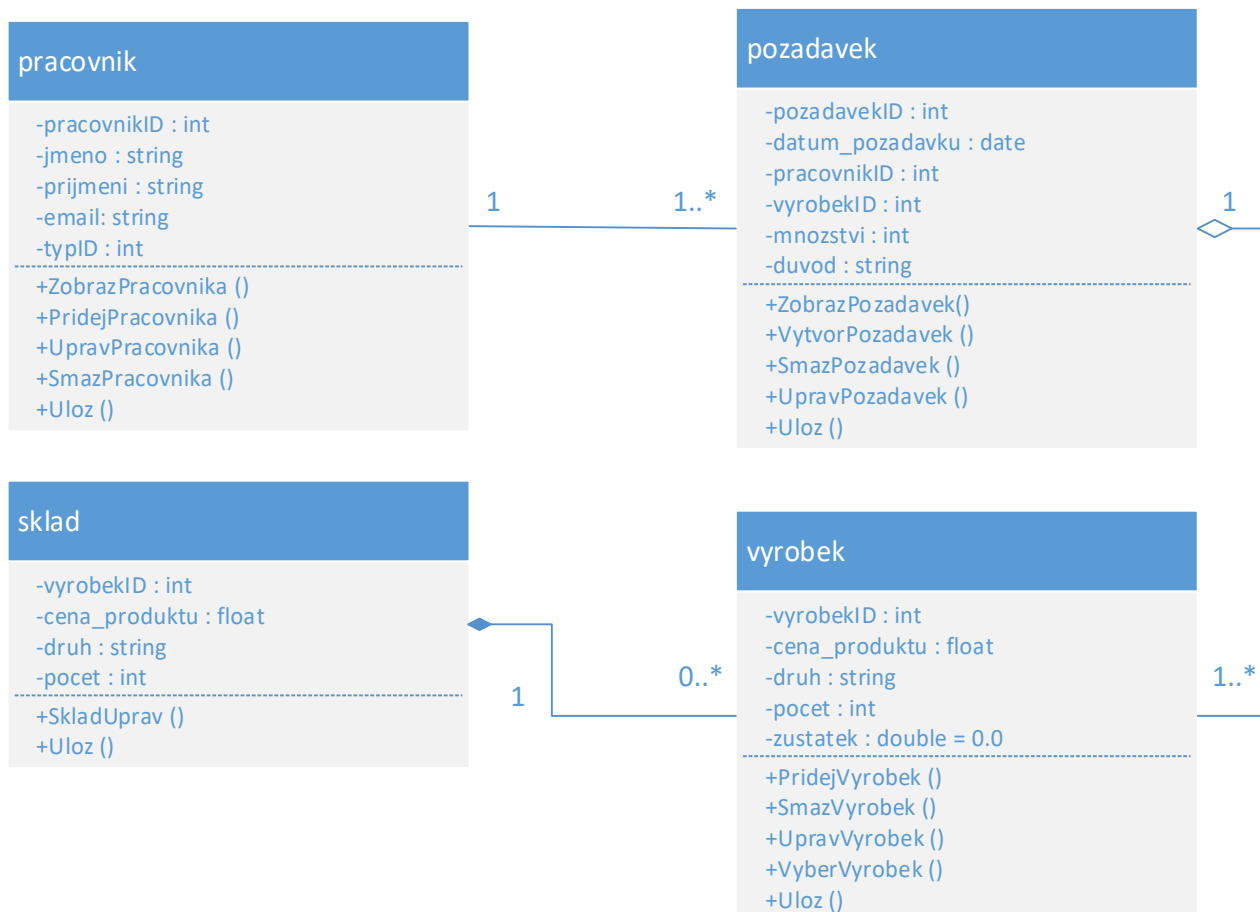 pracovnik
-pracovnikID : int
-jmeno : string
-prijmeni : string
-email: string
-typID : int
+ZobrazPracovnika ()
+PridejPracovnika ()
+UpravPracovnika ()
+SmazPracovnika ()
+Uloz ()
1
1..*
pozadavek
-pozadavekID : int
-datum_pozadavku : date
-pracovnikID : int
-vyrobekID : int
-mnozstvi : int
-duvod : string
+ZobrazPozadavek()
+VytvorPozadavek ()
+SmazPozadavek ()
+UpravPozadavek ()
+Uloz ()
1
sklad
-vyrobekID : int
-cena_produktu : float
-druh : string
-pocet : int
+SkladUprav ()
+Uloz ()
1
0..*
vyrobek
-vyrobekID : int
-cena_produktu : float
-druh : string
-pocet : int
-zustatek : double = 0.0
+PridejVyrobek ()
+SmazVyrobek ()
+UpravVyrobek ()
+VyberVyrobek ()
+Uloz ()
1..*